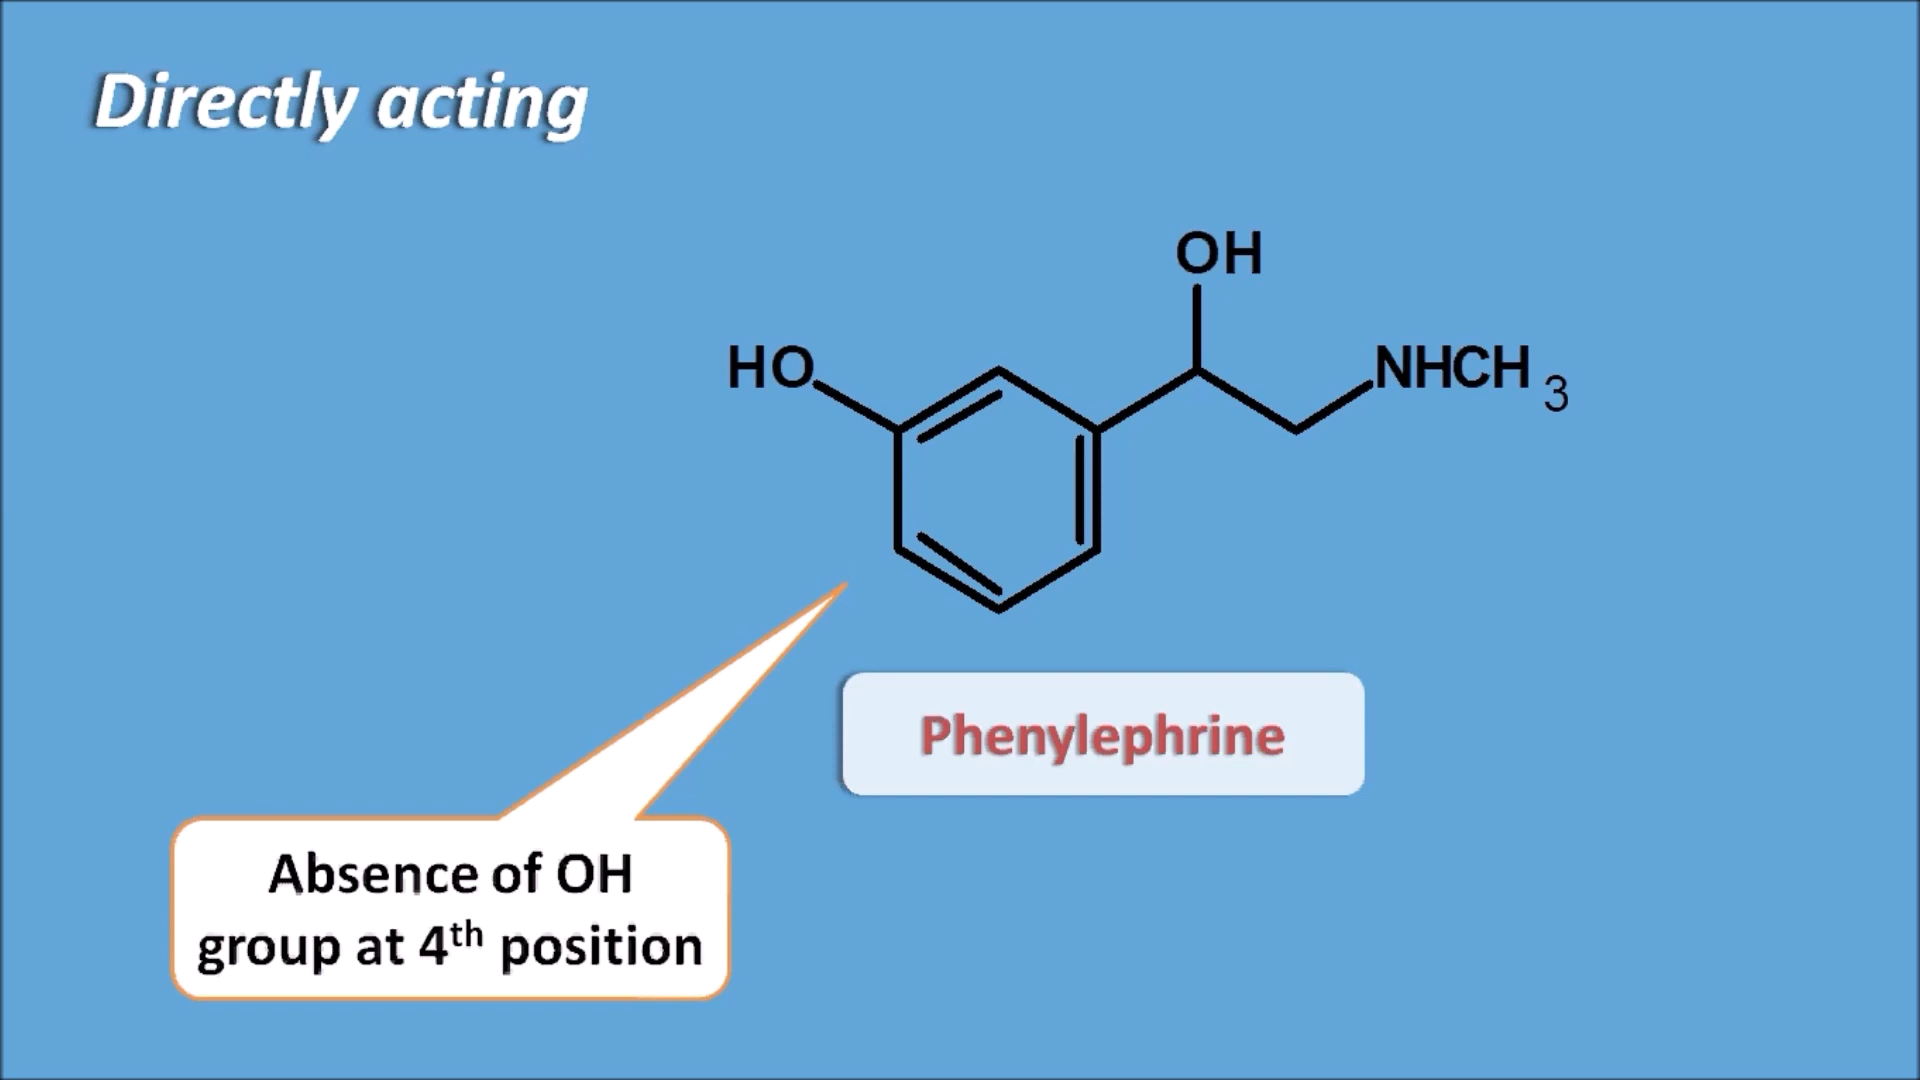 Directly acting
OH
HO
NHCH3
Phenylephrine
Absence of OH
group at 4th position